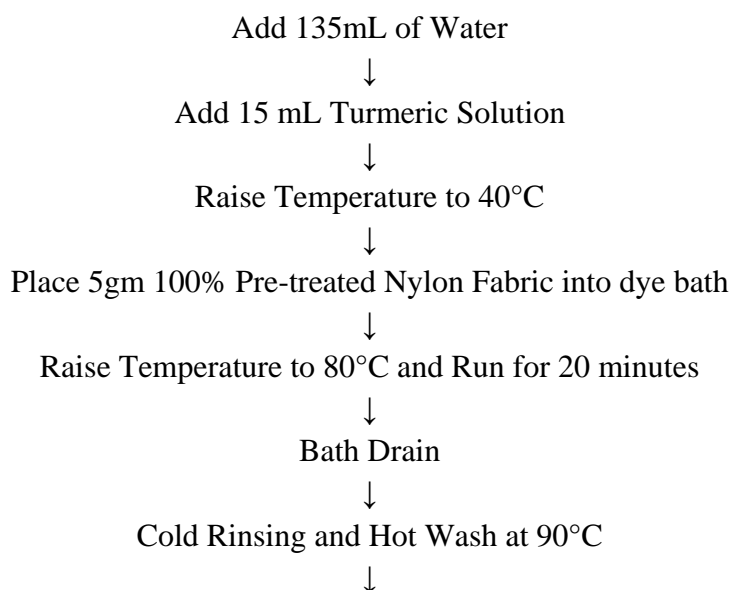 Add 135mL of Water
↓
Add 15 mL Turmeric Solution
↓
Raise Temperature to 40°C
↓
Place 5gm 100% Pre-treated Nylon Fabric into dye bath
↓
Raise Temperature to 80°C and Run for 20 minutes
↓
Bath Drain
↓
Cold Rinsing and Hot Wash at 90°C
↓